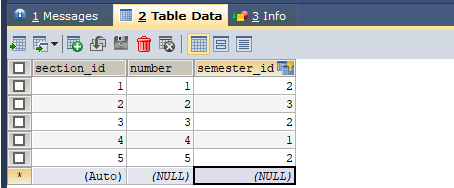 1 Messages 2 Table Data 3 Info
section_id number semester_id
1 1 2
2 2 3
3 3 2
4 4 1
5 5 2
* (Auto) (NULL) (NULL)